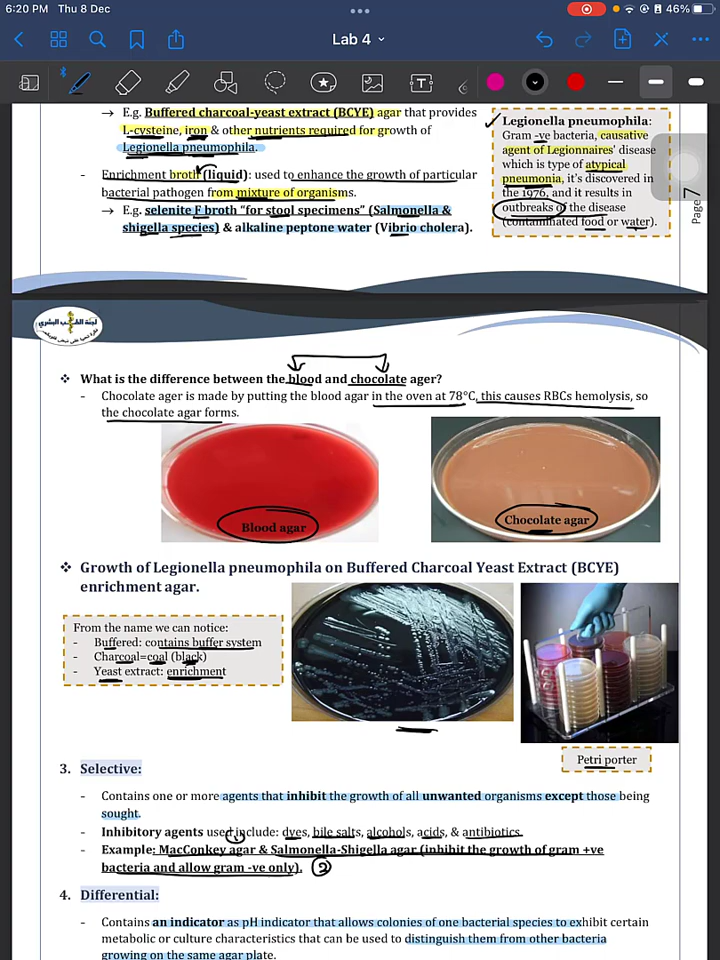 6:20 PM Thu 8 Dec
46%
Lab 4
→ E.g. Buffered charcoal-yeast extract (BCYE) agar that provides
L-cysteine, iron & other nutrients required for growth of
Legionella pneumophila.
- Enrichment broth (liquid): used to enhance the growth of particular
bacterial pathogen from mixture of organisms.
→ E.g. selenite F broth “for stool specimens” (Salmonella &
shigella species) & alkaline peptone water (Vibrio cholera).
Legionella pneumophila:
Gram -ve bacteria, causative
agent of Legionnaires’ disease
which is type of atypical
pneumonia, it’s discovered in
the 1976, and it results in
outbreaks of the disease
(contaminated food or water).
Page 7
❖ What is the difference between the blood and chocolate ager?
- Chocolate ager is made by putting the blood agar in the oven at 78°C, this causes RBCs hemolysis, so
the chocolate agar forms.
Blood agar
Chocolate agar
❖ Growth of Legionella pneumophila on Buffered Charcoal Yeast Extract (BCYE)
enrichment agar.
From the name we can notice:
- Buffered: contains buffer system
- Charcoal=coal (black)
- Yeast extract: enrichment
Petri porter
3. Selective:
- Contains one or more agents that inhibit the growth of all unwanted organisms except those being
sought.
- Inhibitory agents used include: dyes, bile salts, alcohols, acids, & antibiotics.
- Example: MacConkey agar & Salmonella-Shigella agar (inhibit the growth of gram +ve
bacteria and allow gram -ve only). 2
4. Differential:
- Contains an indicator as pH indicator that allows colonies of one bacterial species to exhibit certain
metabolic or culture characteristics that can be used to distinguish them from other bacteria
growing on the same agar plate.